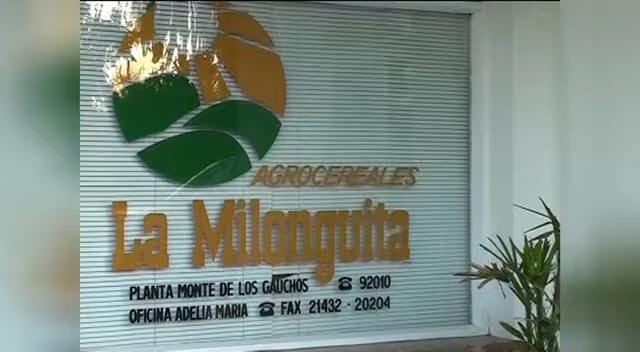 AGROCEREALES
La Milonguita
PLANTA MONTE DE LOS GAUCHOS ☎ 92010
OFICINA ADELIA MARIA ☎ FAX 21432 - 20204